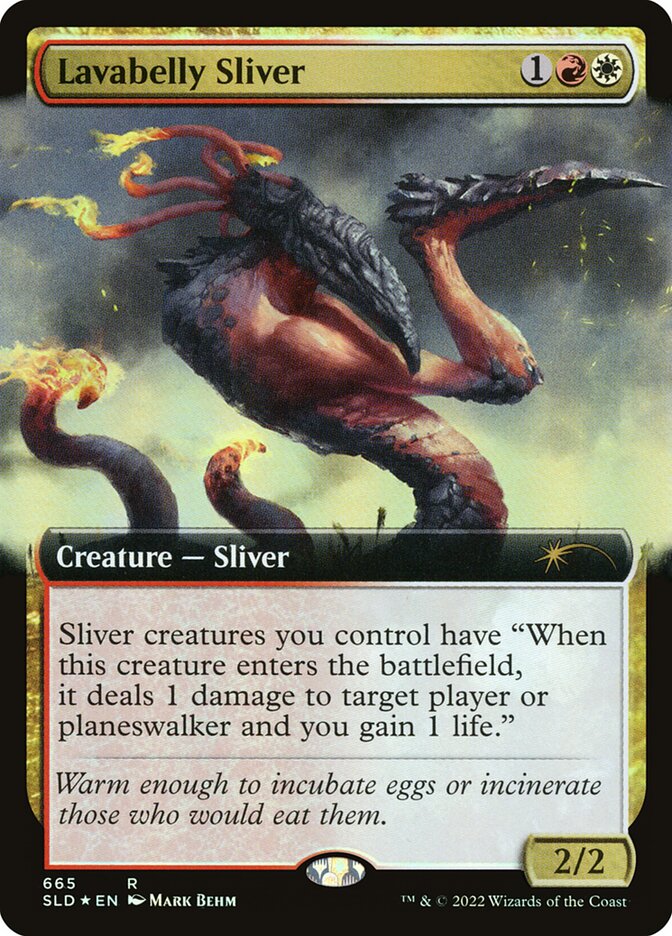 Lavabelly Sliver 1
Creature — Sliver
Sliver creatures you control have “When
this creature enters the battlefield,
it deals 1 damage to target player or
planeswalker and you gain 1 life.”
Warm enough to incubate eggs or incinerate
those who would eat them.
2/2
665 R
SLD ★ EN Mark Behm ™ & © 2022 Wizards of the Coast